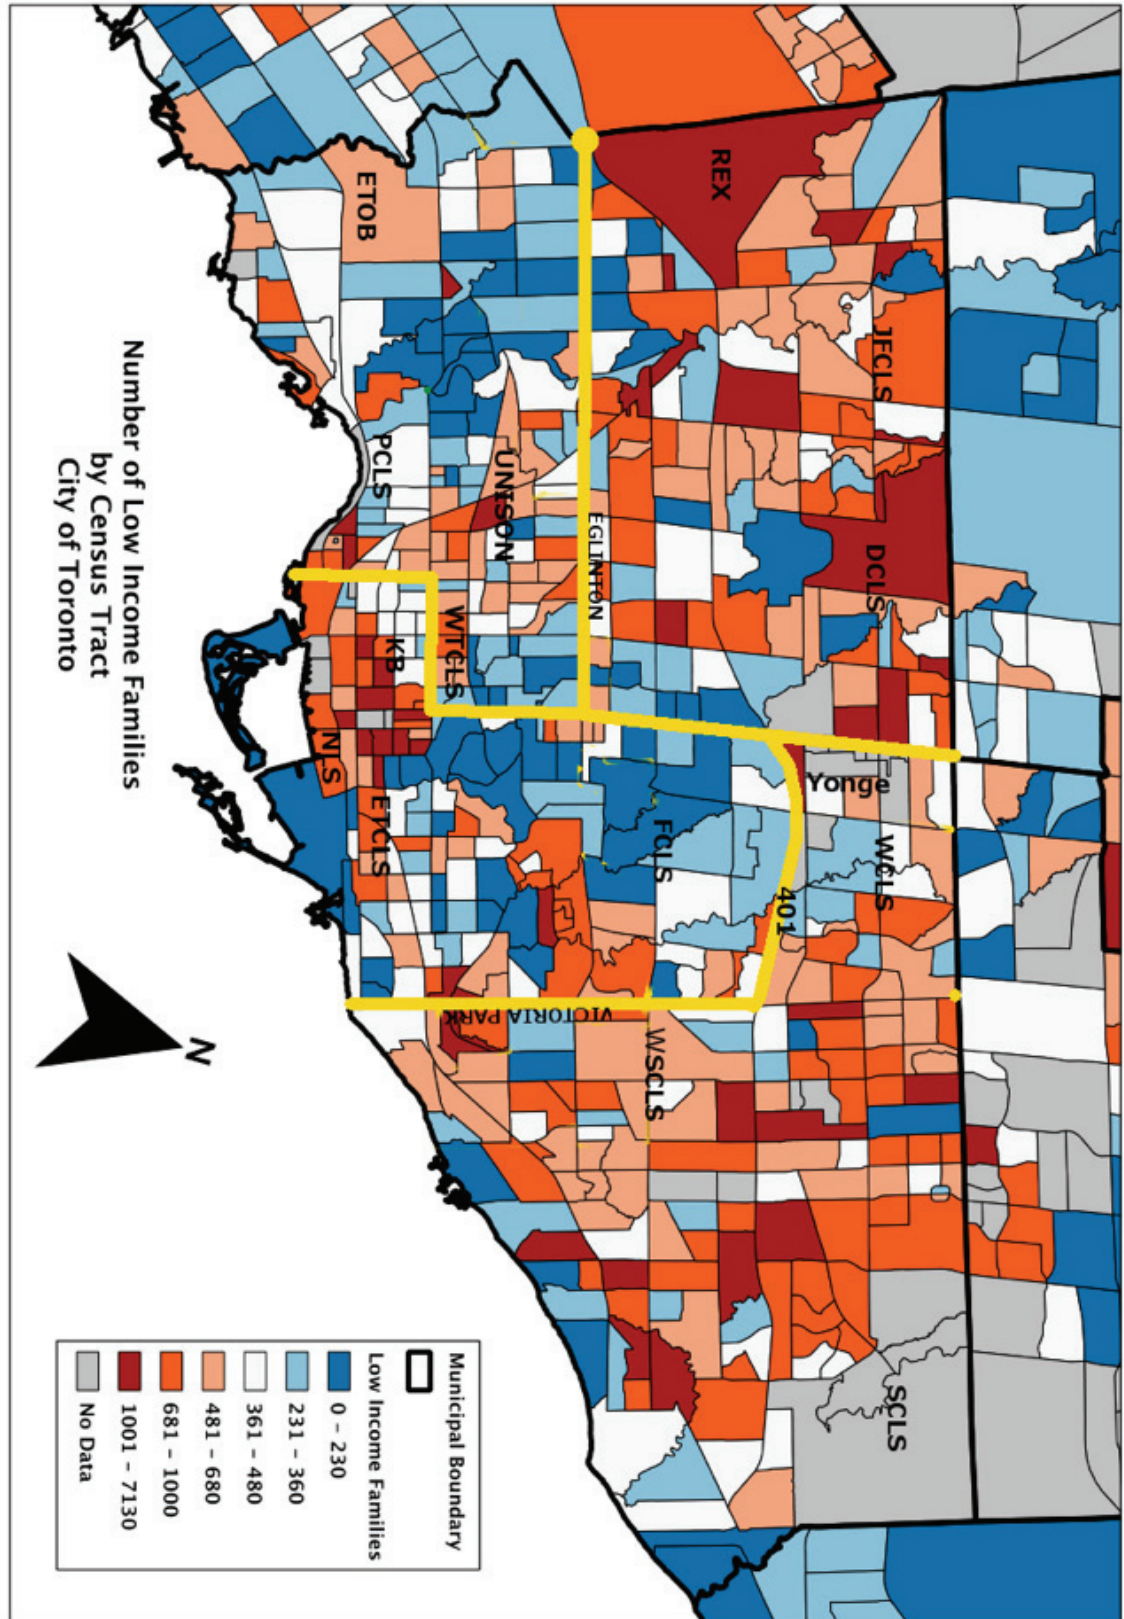 REX
ETOB
JFCLS
PCLS
UNISON
EGLINTON
DCLS
WTCLS
KB
NLS
Yonge
ETCLS
FCLS
WCLS
401
VICTORIA PARK
WSCLS
SCLS
N
Number of Low Income Families
by Census Tract
City of Toronto
Municipal Boundary
Low Income Families
0 – 230
231 – 360
361 – 480
481 – 680
681 – 1000
1001 – 7130
No Data